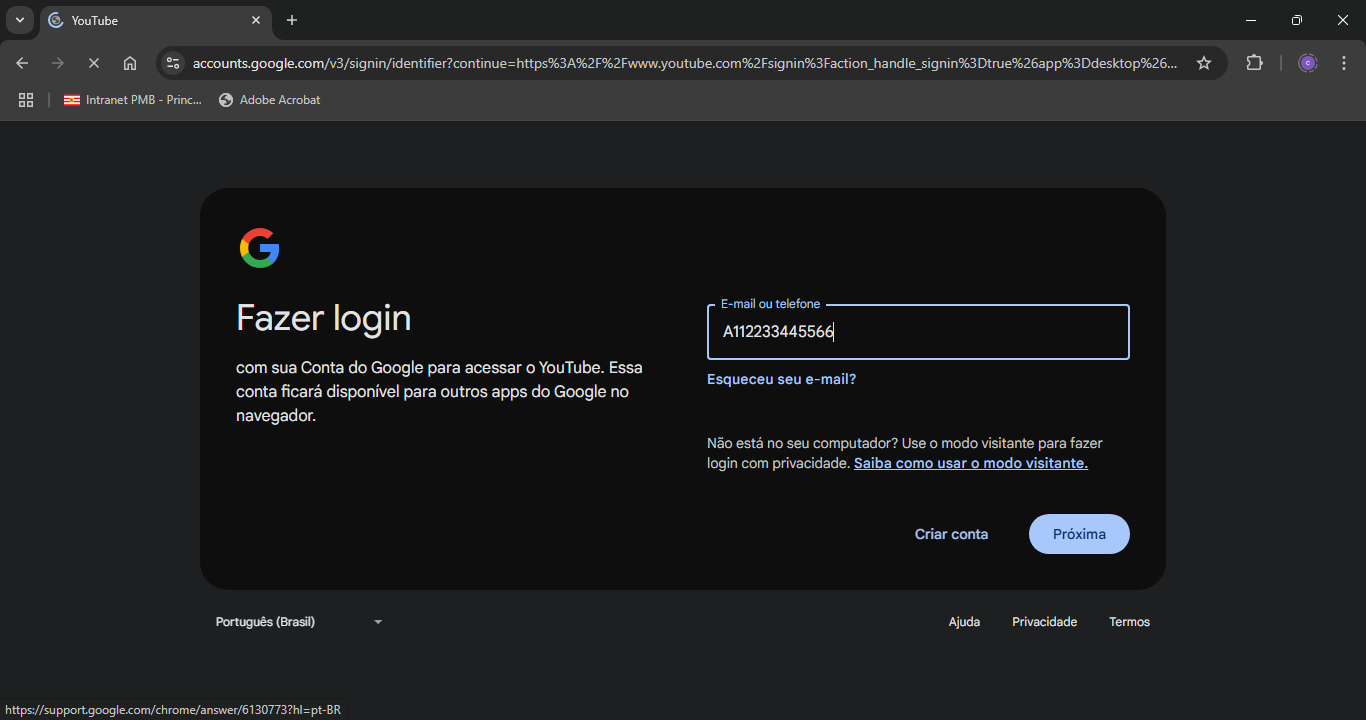 YouTube
accounts.google.com/v3/signin/identifier?continue=https%3A%2F%2Fwww.youtube.com%2Fsignin%3Faction_handle_signin%3Dtrue%26app%3Ddesktop%26...
C
Intranet PMB - Princ...
Adobe Acrobat
Fazer login
com sua Conta do Google para acessar o YouTube. Essa
conta ficará disponível para outros apps do Google no
navegador.
E-mail ou telefone
A112233445566
Esqueceu seu e-mail?
Não está no seu computador? Use o modo visitante para fazer
login com privacidade. Saiba como usar o modo visitante.
Criar conta
Próxima
Português (Brasil)
Ajuda
Privacidade
Termos
https://support.google.com/chrome/answer/6130773?hl=pt-BR